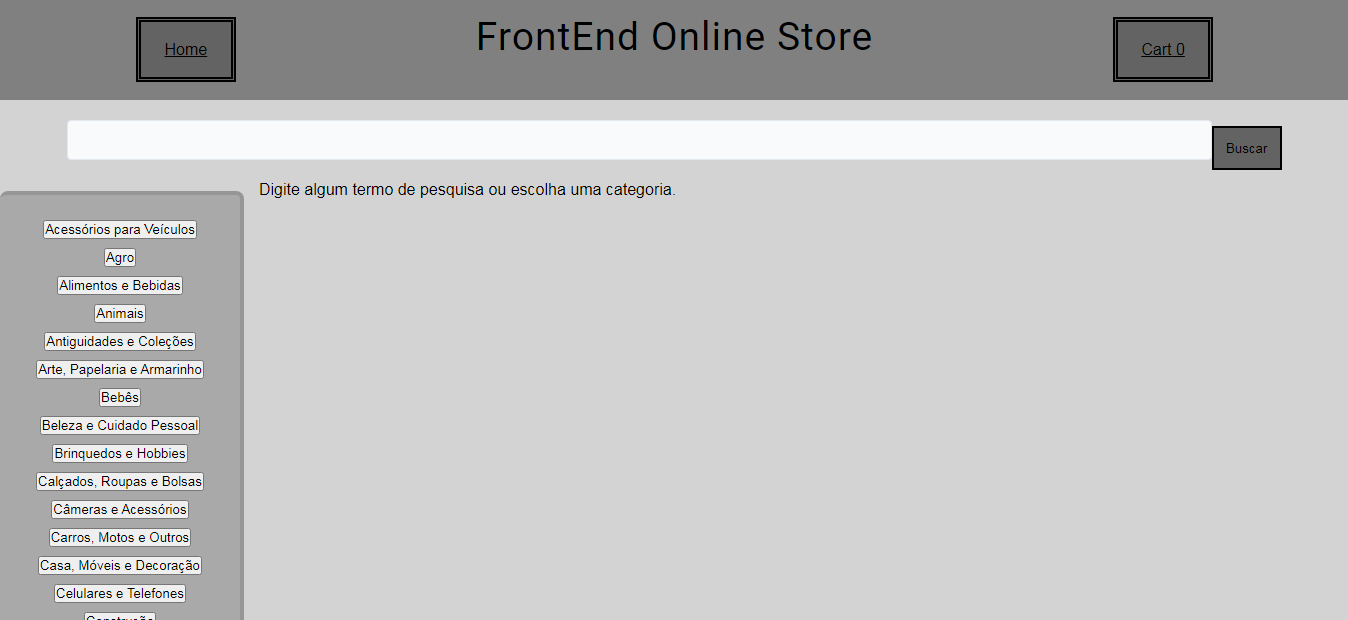 Home
FrontEnd Online Store
Cart 0
Buscar
Digite algum termo de pesquisa ou escolha uma categoria.
Acessórios para Veículos
Agro
Alimentos e Bebidas
Animais
Antiguidades e Coleções
Arte, Papelaria e Armarinho
Bebês
Beleza e Cuidado Pessoal
Brinquedos e Hobbies
Calçados, Roupas e Bolsas
Câmeras e Acessórios
Carros, Motos e Outros
Casa, Móveis e Decoração
Celulares e Telefones
Construção